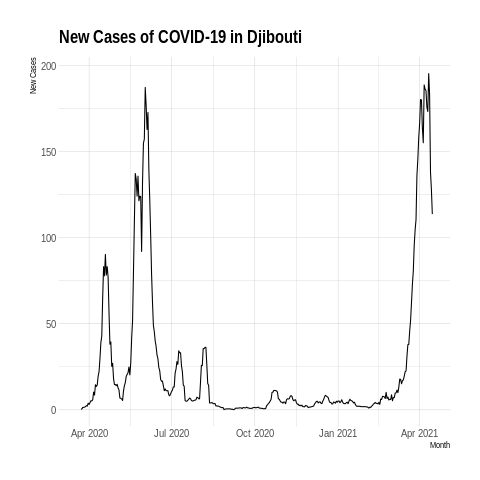 New Cases of COVID-19 in Djibouti
New Cases
200
150
100
50
0
Apr 2020 Jul 2020 Oct 2020 Jan 2021 Apr 2021
Month